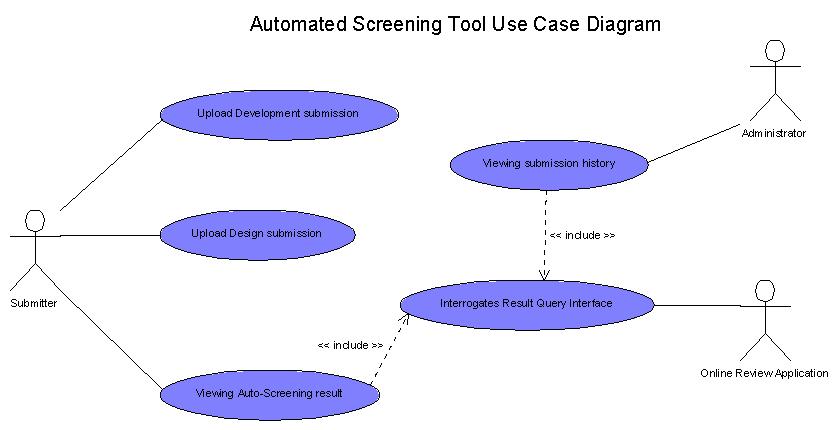 Automated Screening Tool Use Case Diagram
Upload Development submission
Administrator
Viewing submission history
Upload Design submission
<< include >>
Submitter
Interrogates Result Query Interface
<< include >>
Online Review Application
Viewing Auto-Screening result